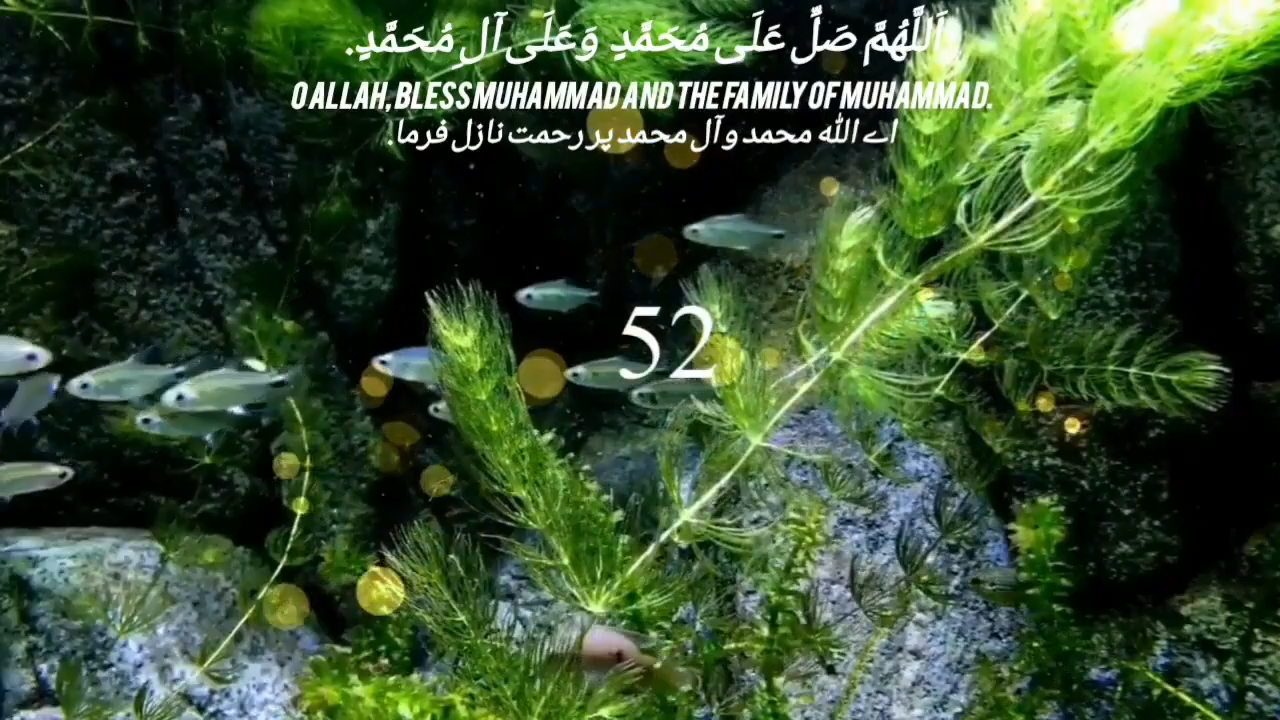 اَللَّهُمَّ صَلِّ عَلَى مُحَمَّدٍ وَعَلَى آلِ مُحَمَّدٍ.
O ALLAH, BLESS MUHAMMAD AND THE FAMILY OF MUHAMMAD.
اے اللہ محمد و آل محمد پر رحمت نازل فرما.
52